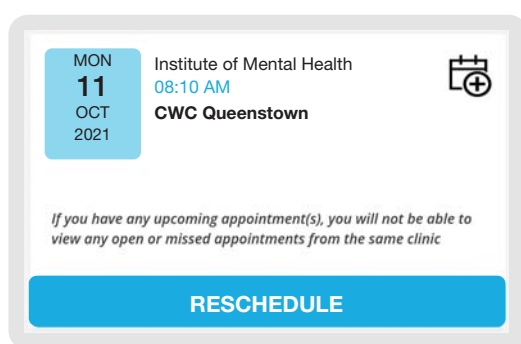 MON
11
OCT
2021
Institute of Mental Health
08:10 AM
CWC Queenstown
If you have any upcoming appointment(s), you will not be able to
view any open or missed appointments from the same clinic
RESCHEDULE